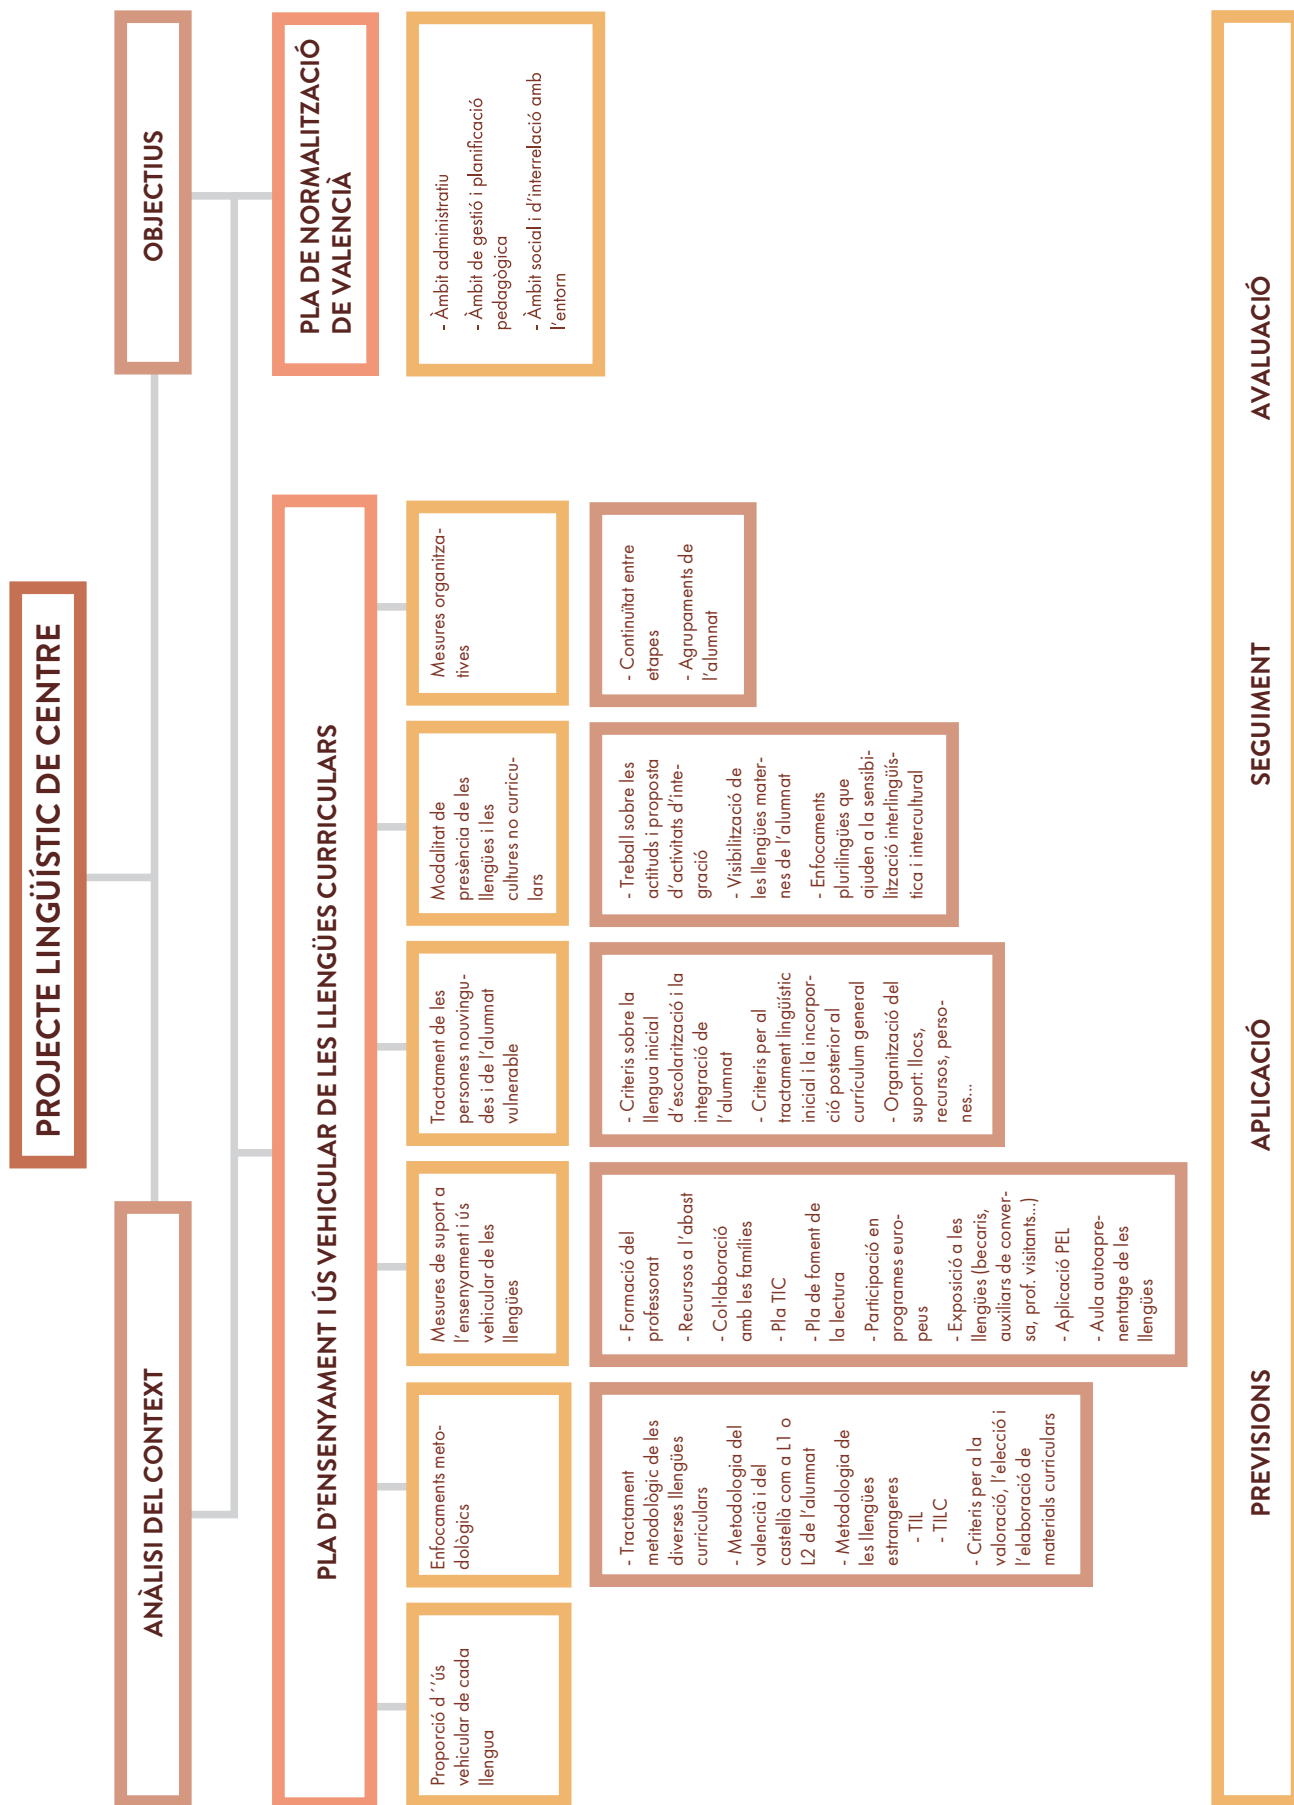 PROJECTE LINGÜÍSTIC DE CENTRE
ANÀLISI DEL CONTEXT
OBJECTIUS
PLA D'ENSENYAMENT I ÚS VEHICULAR DE LES LLENGÜES CURRICULARS
PLA DE NORMALITZACIÓ
DE VALENCIÀ
Proporció d´´ús
vehicular de cada
llengua
Enfocaments meto-
dològics
- Tractament
metodològic de les
diverses llengües
curriculars
- Metodologia del
valencià i del
castellà com a L1 o
L2 de l'alumnat
- Metodologia de
les llengües
estrangeres
- TIL
- TILC
- Criteris per a la
valoració, l'elecció i
l'elaboració de
materials curriculars
Mesures de suport a
l'ensenyament i ús
vehicular de les
llengües
- Formació del
professorat
- Recursos a l'abast
- Col·laboració
amb les famílies
- Pla TIC
- Pla de foment de
la lectura
- Participació en
programes euro-
peus
- Exposició a les
llengües (becaris,
auxiliars de conver-
sa, prof. visitants...)
- Aplicació PEL
- Aula autoapre-
nentatge de les
llengües
Tractament de les
persones nouvingu-
des i de l'alumnat
vulnerable
- Criteris sobre la
llengua inicial
d'escolarització i la
integració de
l'alumnat
- Criteris per al
tractament lingüístic
inicial i la incorpor-
ció posterior al
currículum general
- Organització del
suport: llocs,
recursos, perso-
nes...
Modalitat de
presència de les
llengües i les
cultures no curricu-
lars
- Treball sobre les
actituds i proposta
d'activitats d'inte-
gració
- Visibilització de
les llengües mater-
nes de l'alumnat
- Enfocaments
plurilingües que
ajuden a la sensibi-
lització interlingüís-
tica i intercultural
Mesures organitza-
tives
- Continuïtat entre
etapes
- Agrupaments de
l'alumnat
- Àmbit administratiu
- Àmbit de gestió i planificació
pedagògica
- Àmbit social i d'interrelació amb
l'entorn
PREVISIONS APLICACIÓ SEGUIMENT AVALUACIÓ